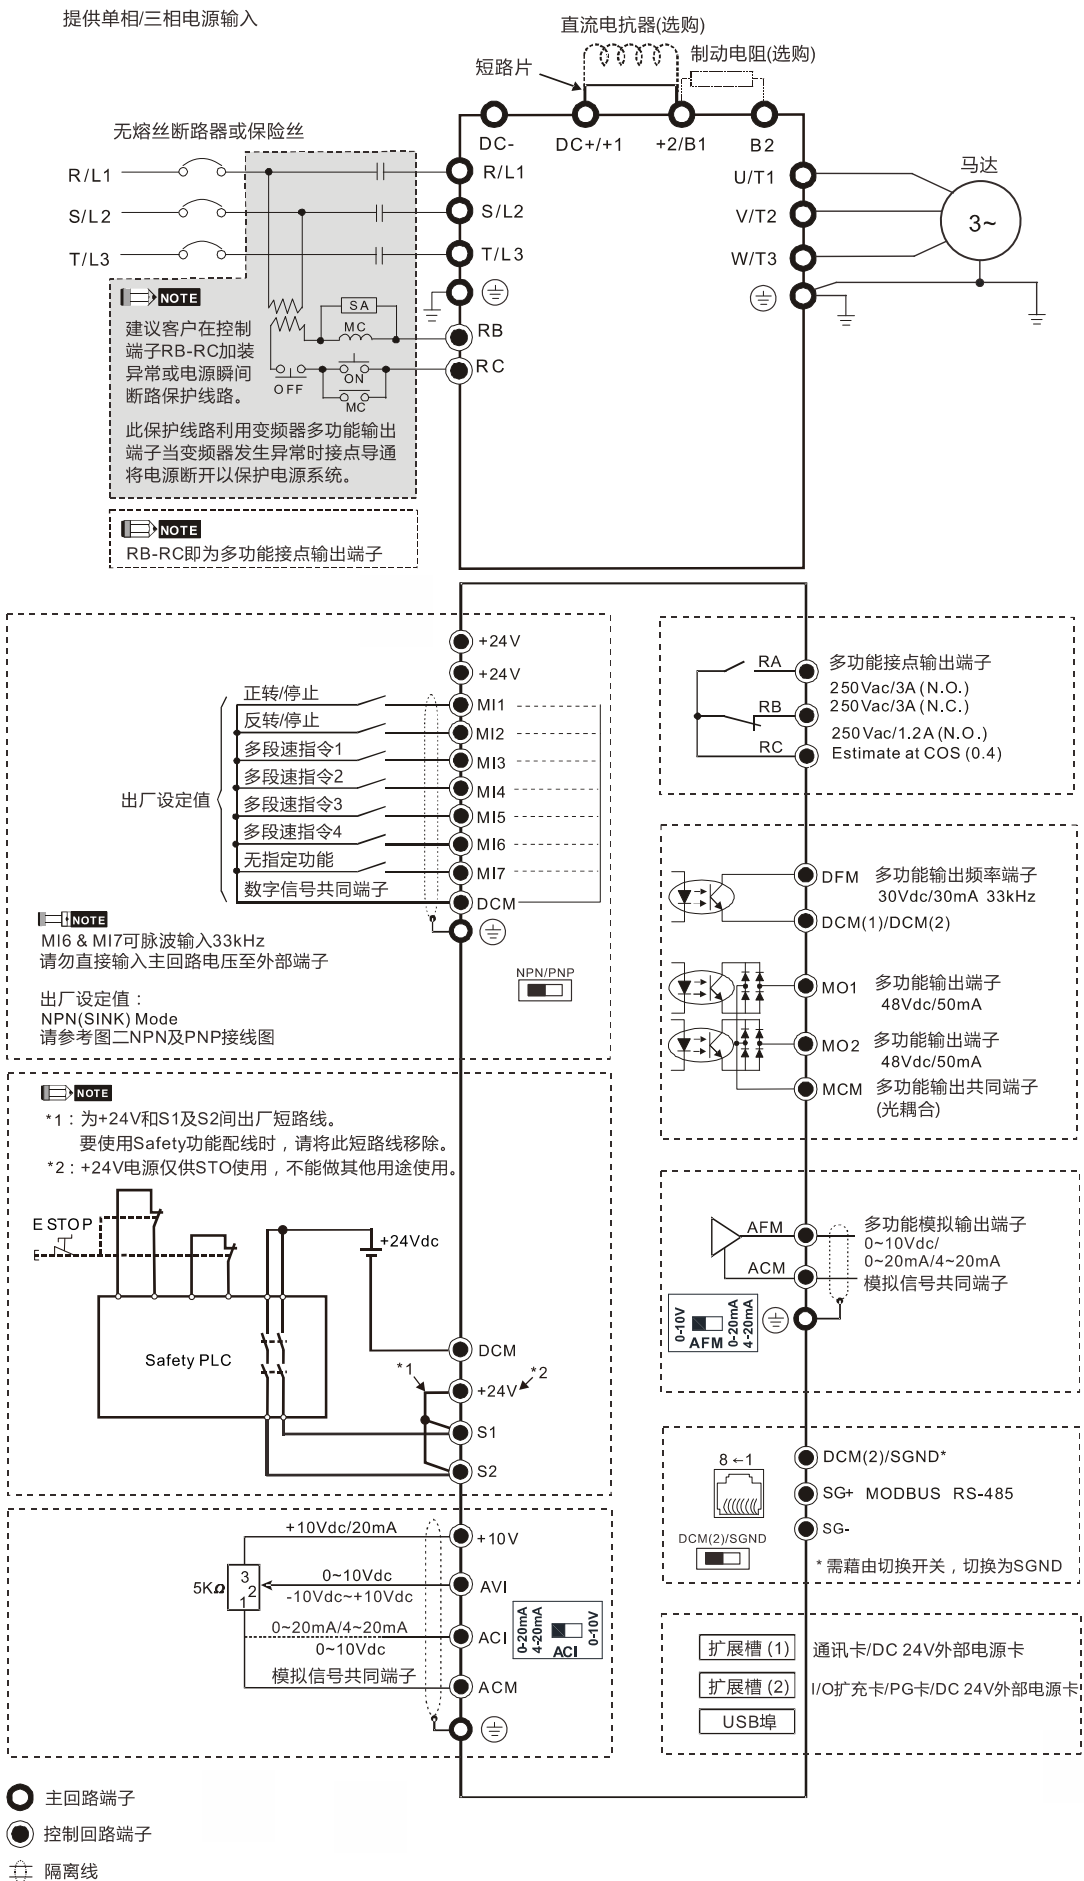 提供单相/三相电源输入
直流电抗器(选购)
制动电阻(选购)
短路片
无熔丝断路器或保险丝
DC-
DC+/+1
+2/B1
B2
R/L1
S/L2
T/L3
R/L1
S/L2
T/L3
U/T1
V/T2
W/T3
马达
3~
NOTE
建议客户在控制
端子RB-RC加装
异常或电源瞬间
断路保护线路。
此保护线路利用变频器多功能输出
端子当变频器发生异常时接点导通
将电源断开以保护电源系统。
SA
MC
OFF
ON
MC
RB
RC
NOTE
RB-RC即为多功能接点输出端子
+24V
+24V
正转/停止
MI1
反转/停止
MI2
多段速指令1
MI3
多段速指令2
MI4
多段速指令3
MI5
多段速指令4
MI6
无指定功能
MI7
数字信号共同端子
DCM
出厂设定值
NOTE
MI6 & MI7可脉波输入33kHz
请勿直接输入主回路电压至外部端子
出厂设定值：
NPN(SINK) Mode
请参考图二NPN及PNP接线图
NPN/PNP
RA
RB
RC
多功能接点输出端子
250Vac/3A (N.O.)
250Vac/3A (N.C.)
250Vac/1.2A (N.O.)
Estimate at COS (0.4)
DFM
多功能输出频率端子
30Vdc/30mA 33kHz
DCM(1)/DCM(2)
MO1
多功能输出端子
48Vdc/50mA
MO2
多功能输出端子
48Vdc/50mA
MCM
多功能输出共同端子
(光耦合)
NOTE
*1：为+24V和S1及S2间出厂短路线。
要使用Safety功能配线时，请将此短路线移除。
*2：+24V电源仅供STO使用，不能做其他用途使用。
E STOP
+24Vdc
Safety PLC
DCM
*1
+24V
*2
S1
S2
AFM
多功能模拟输出端子
0~10Vdc/
0~20mA/4~20mA
ACM
模拟信号共同端子
0-10V
AFM
0-20mA
4-20mA
8←1
DCM(2)/SGND*
SG+ MODBUS RS-485
SG-
DCM(2)/SGND
* 需藉由切换开关，切换为SGND
+10Vdc/20mA
+10V
5KΩ
3
2
1
0~10Vdc
-10Vdc~+10Vdc
AVI
0~20mA/4~20mA
0~10Vdc
ACI
模拟信号共同端子
ACM
0-20mA
4-20mA
ACI
0-10V
扩展槽 (1)
通讯卡/DC 24V外部电源卡
扩展槽 (2)
I/O扩充卡/PG卡/DC 24V外部电源卡
USB埠
主回路端子
控制回路端子
隔离线